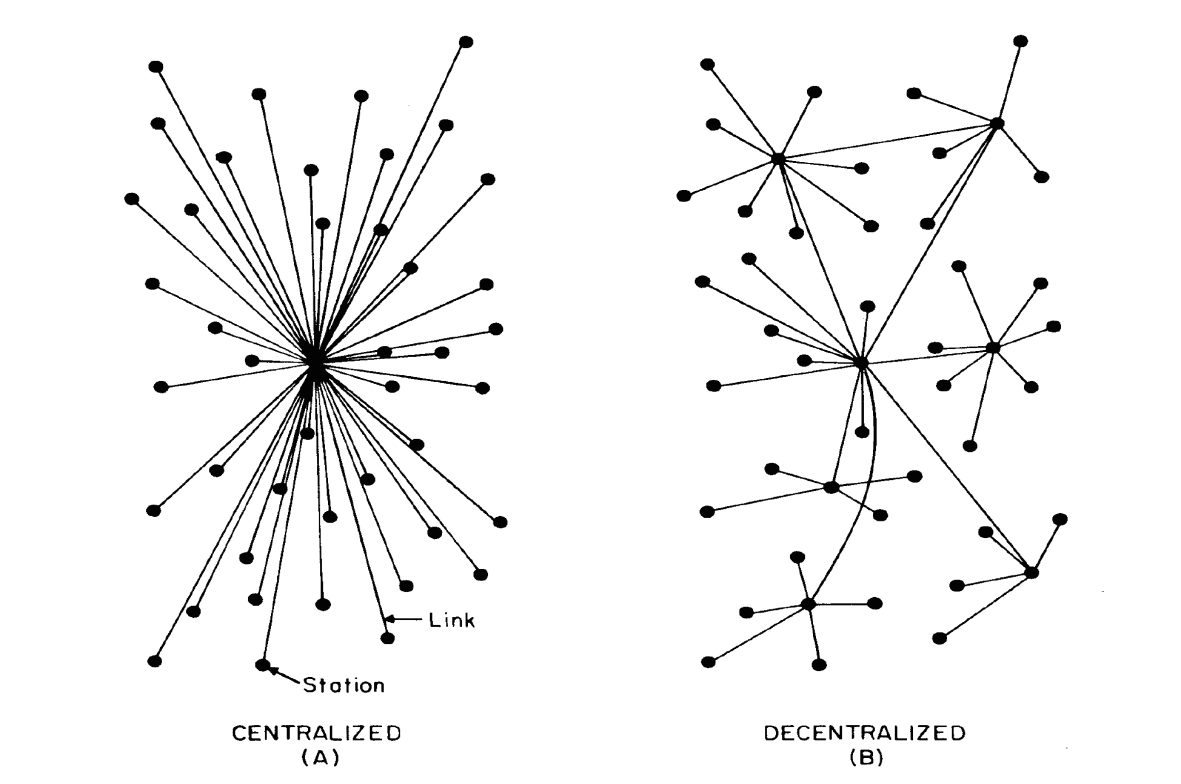 Link
Station
CENTRALIZED
(A)
DECENTRALIZED
(B)